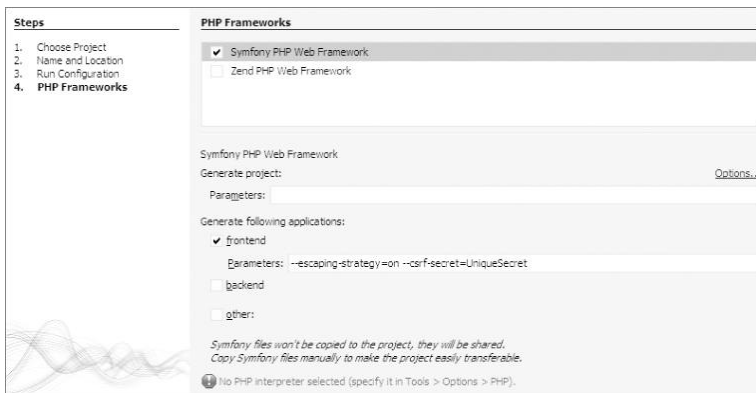 Steps
1. Choose Project
2. Name and Location
3. Run Configuration
4. PHP Frameworks
PHP Frameworks
Symfony PHP Web Framework
Zend PHP Web Framework
Symfony PHP Web Framework
Generate project:
Options..
Parameters:
Generate following applications:
frontend
Parameters: --escaping-strategy=on --csrf-secret=UniqueSecret
backend
other:
Symfony files won't be copied to the project, they will be shared.
Copy Symfony files manually to make the project easily transferable.
No PHP interpreter selected (specify it in Tools > Options > PHP).